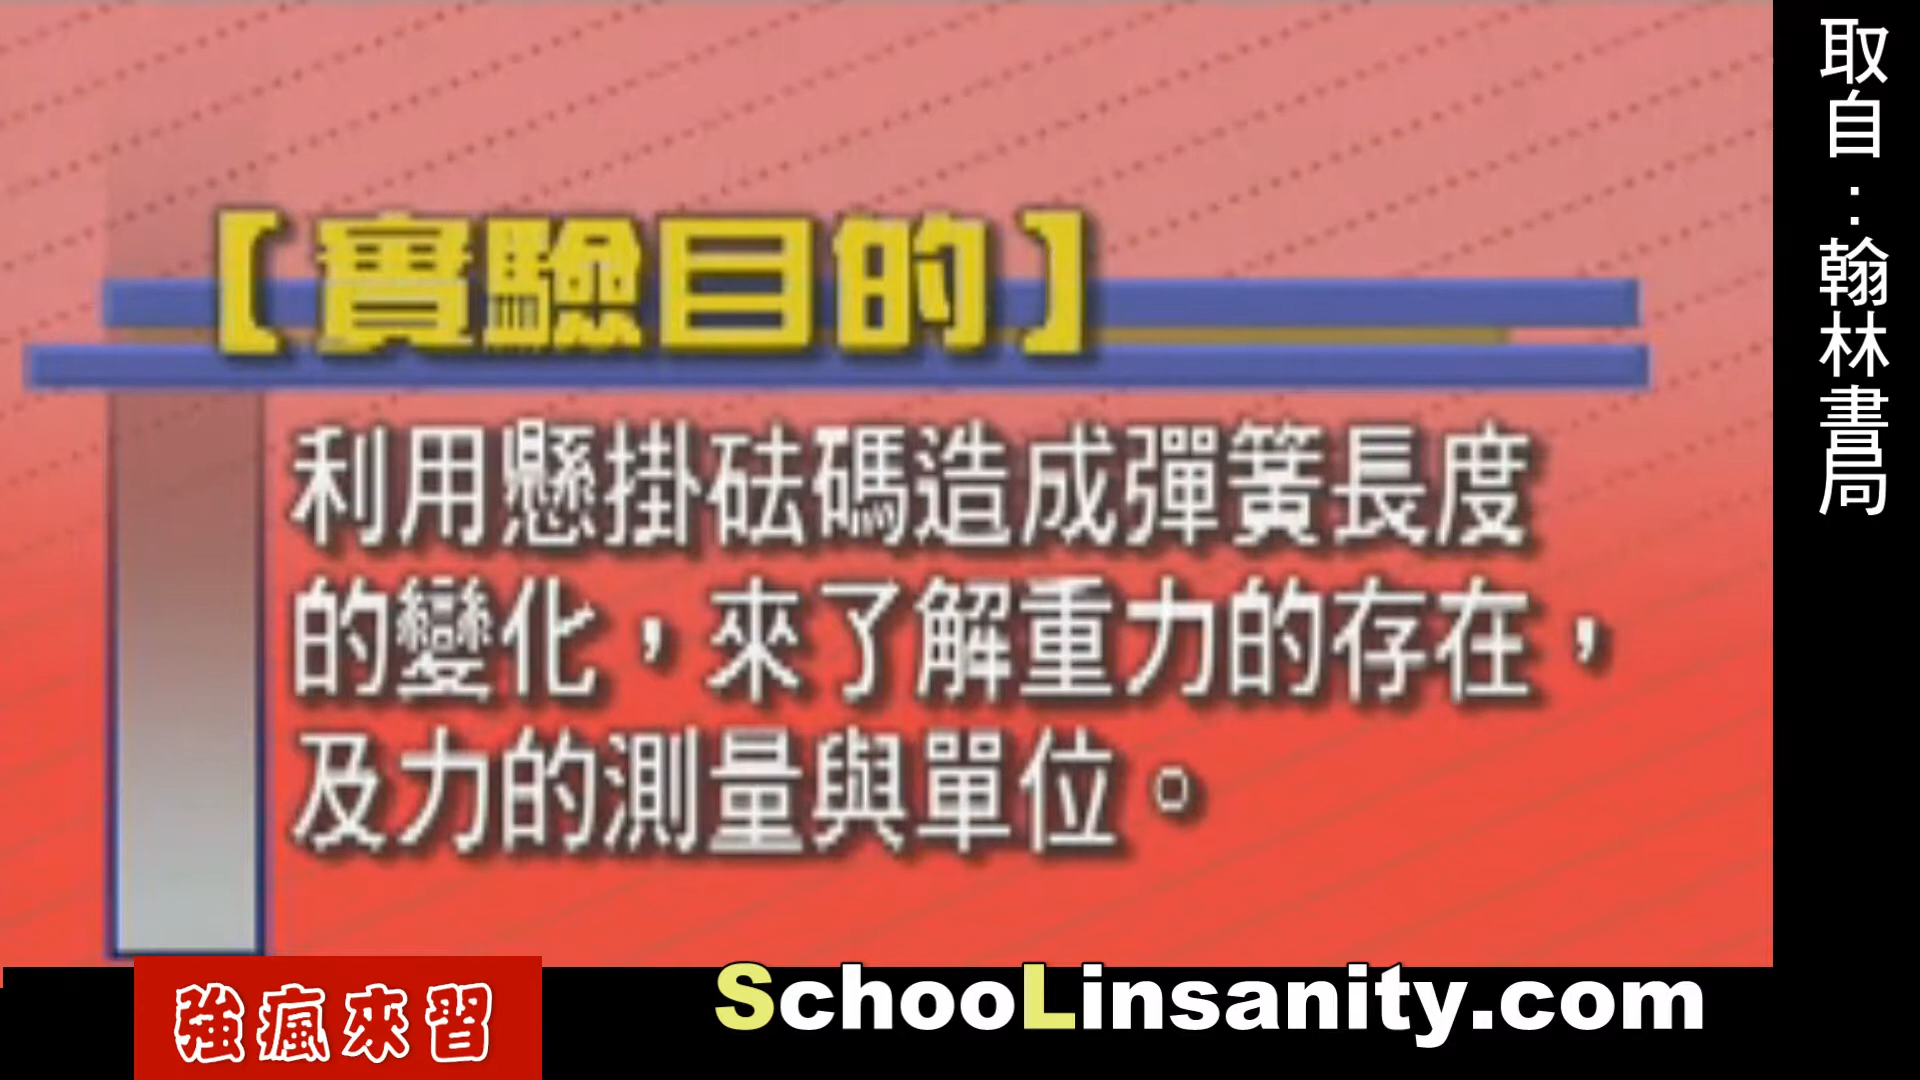 【實驗目的】
利用懸掛砝碼造成彈簧長度
的變化，來了解重力的存在，
及力的測量與單位。
取自：翰林書局
強瘋來習
SchooLinsanity.com